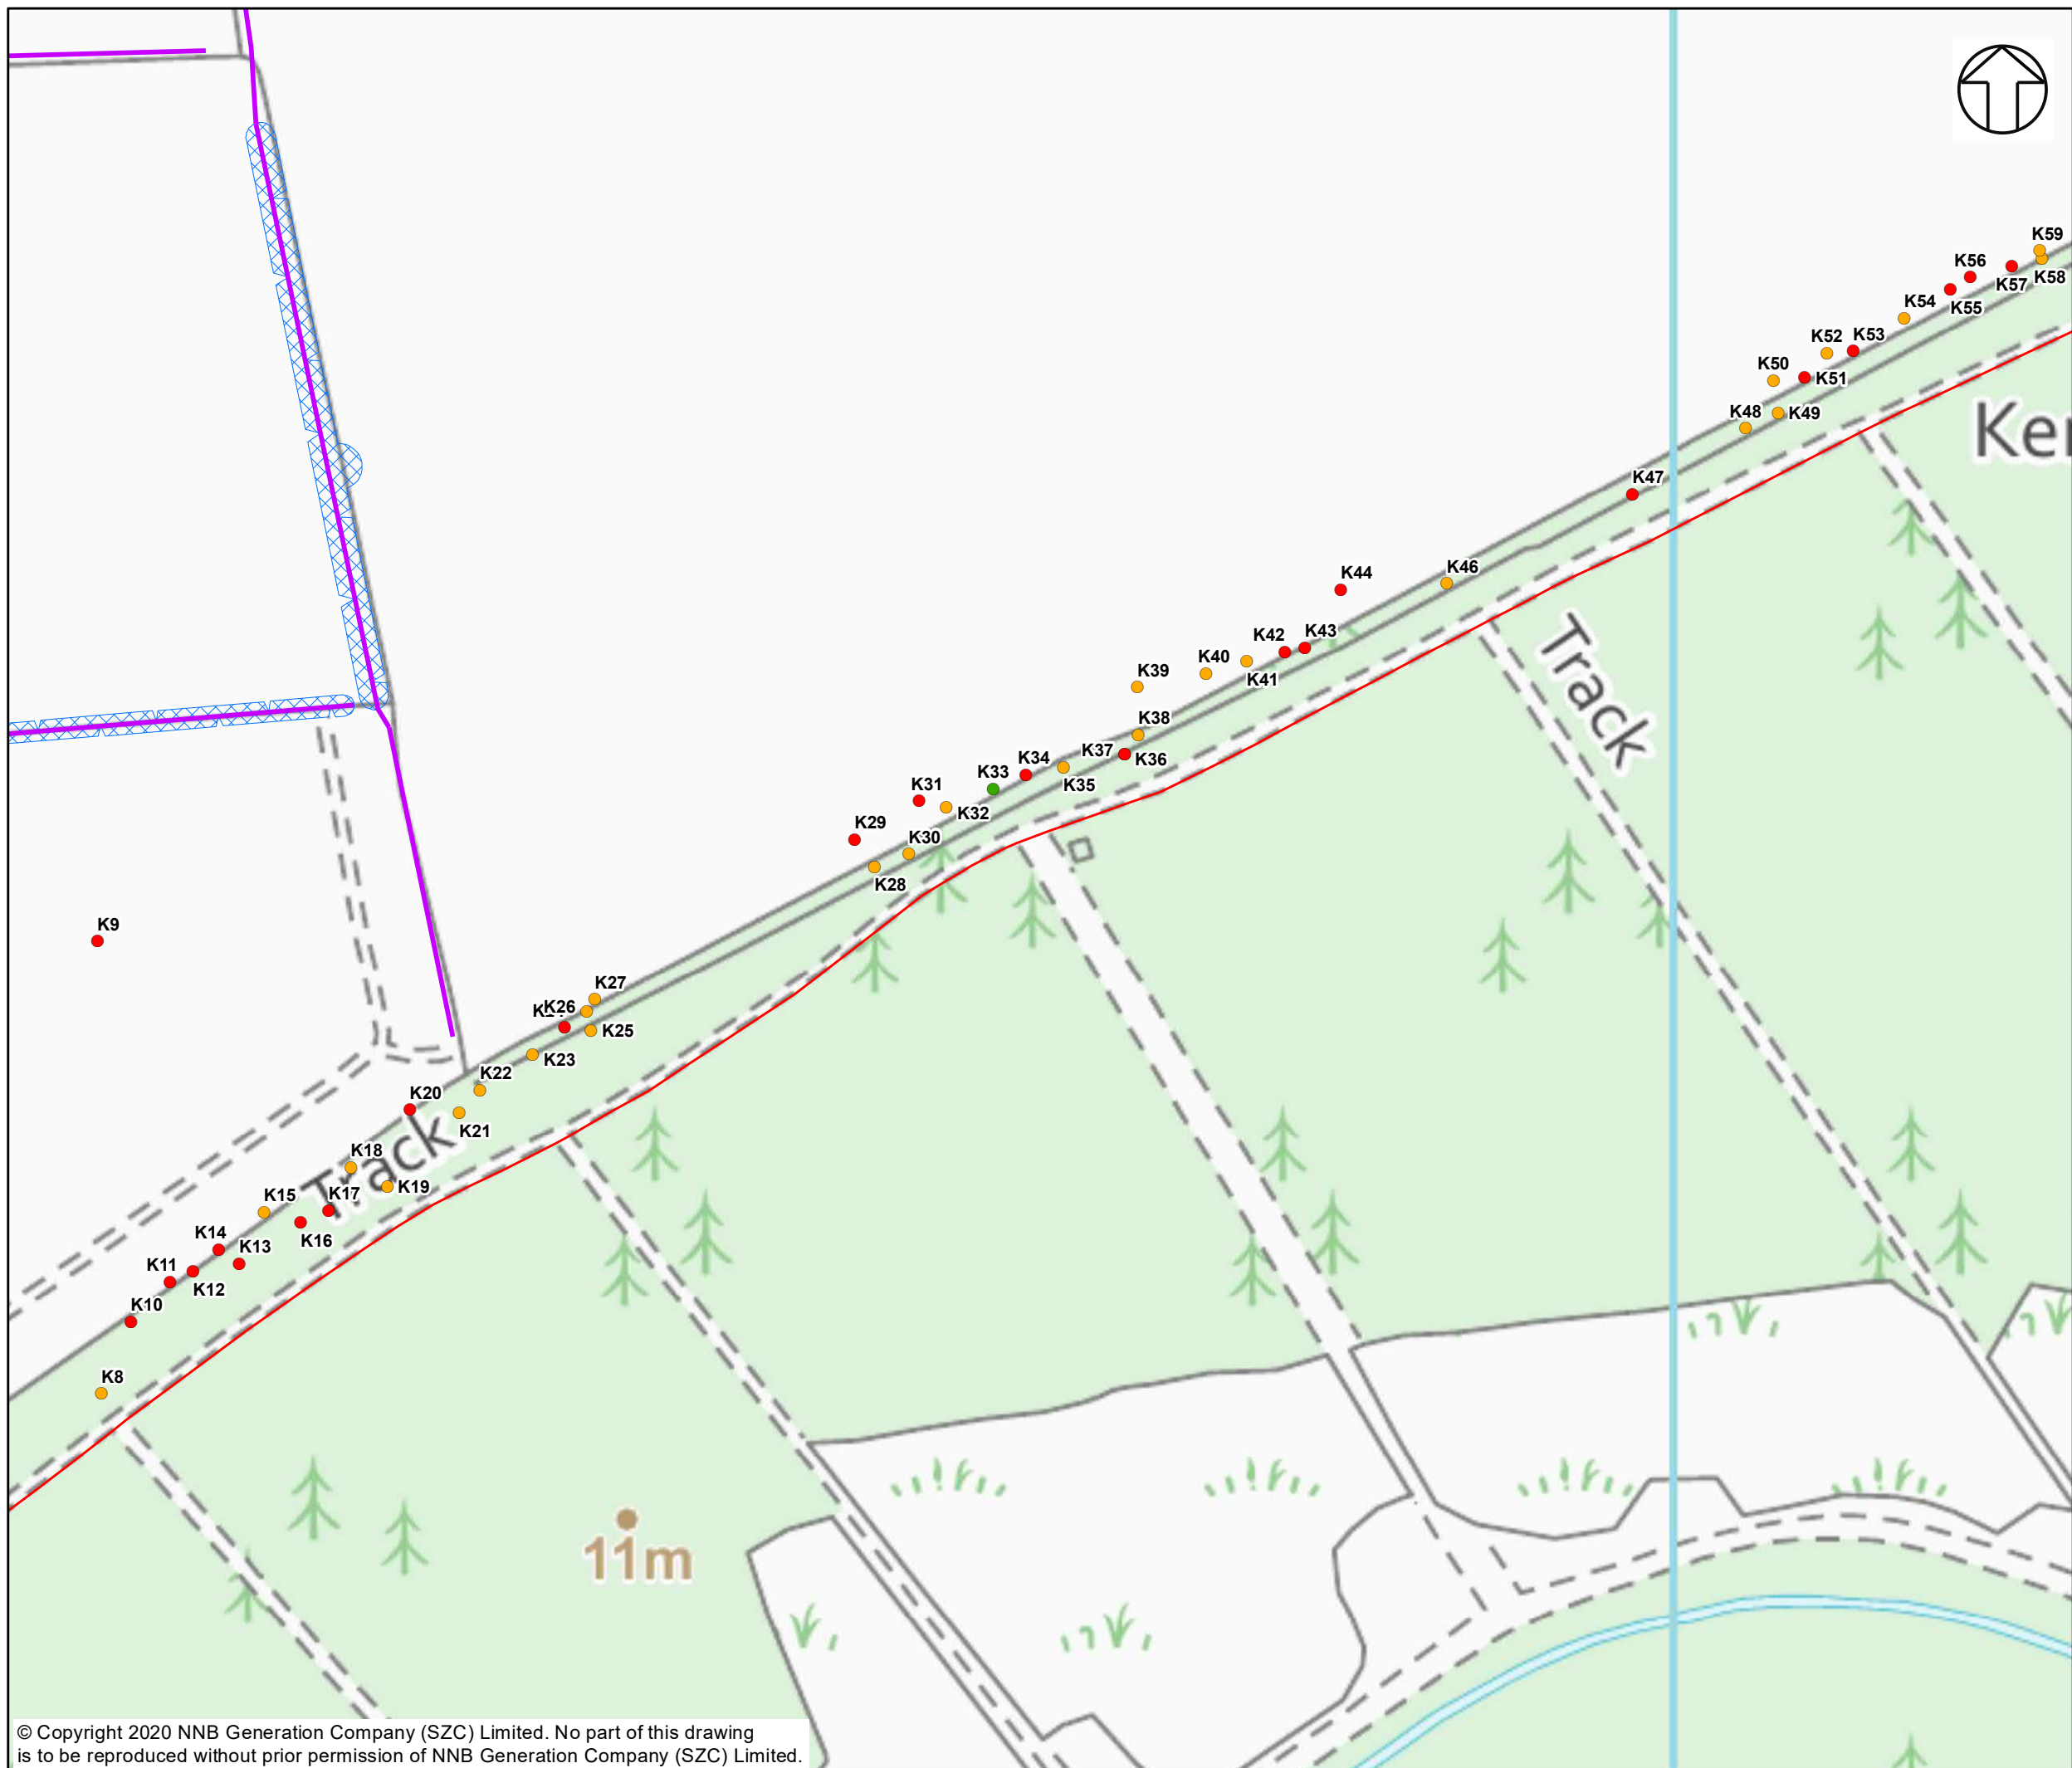 K59
K56
K57
K58
K54
K55
K52
K53
K50
K51
K48
K49
Ker
K47
K44
K46
Track
K42
K43
K40
K41
K39
K38
K37
K36
K34
K35
K33
K31
K32
K29
K30
K28
K9
K27
K26
K25
K23
K22
K20
K21
Track
K18
K19
K17
K15
K16
K14
K13
K11
K12
K10
K8
11m
© Copyright 2020 NNB Generation Company (SZC) Limited. No part of this drawing
is to be reproduced without prior permission of NNB Generation Company (SZC) Limited.